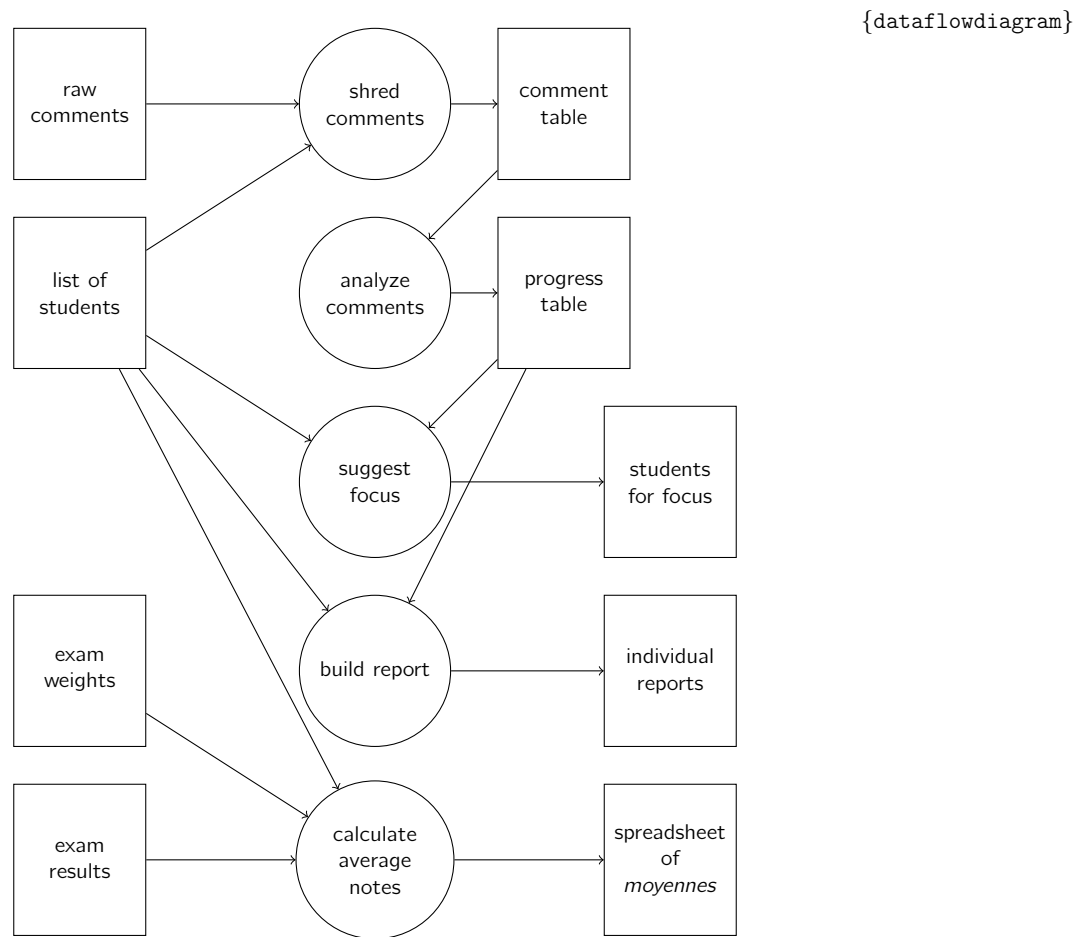 {dataflowdiagram}
raw
comments
shred
comments
comment
table
list of
students
analyze
comments
progress
table
suggest
focus
students
for focus
exam
weights
build report
individual
reports
exam
results
calculate
average
notes
spreadsheet
of
moyennes